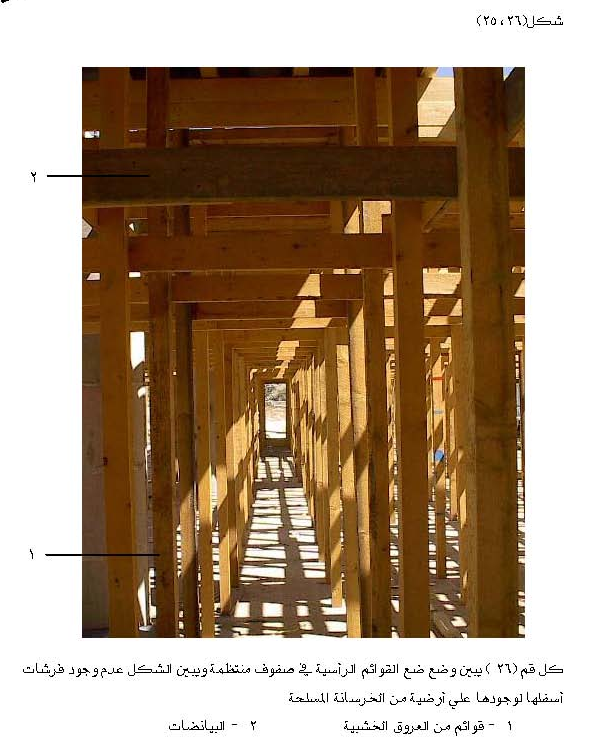 شكل(٢٥،٢٦)
٢
١
كل قم (٢٦ ) يبين وضع ضع القوائم الرأسية في صفوف منتظمة ويبين الشكل عدم وجود فرشات
أسفلها لوجودها علي أرضية من الخرسانة المسلحة
١ - قوائم من العروق الخشبية ٢ - البيانضات